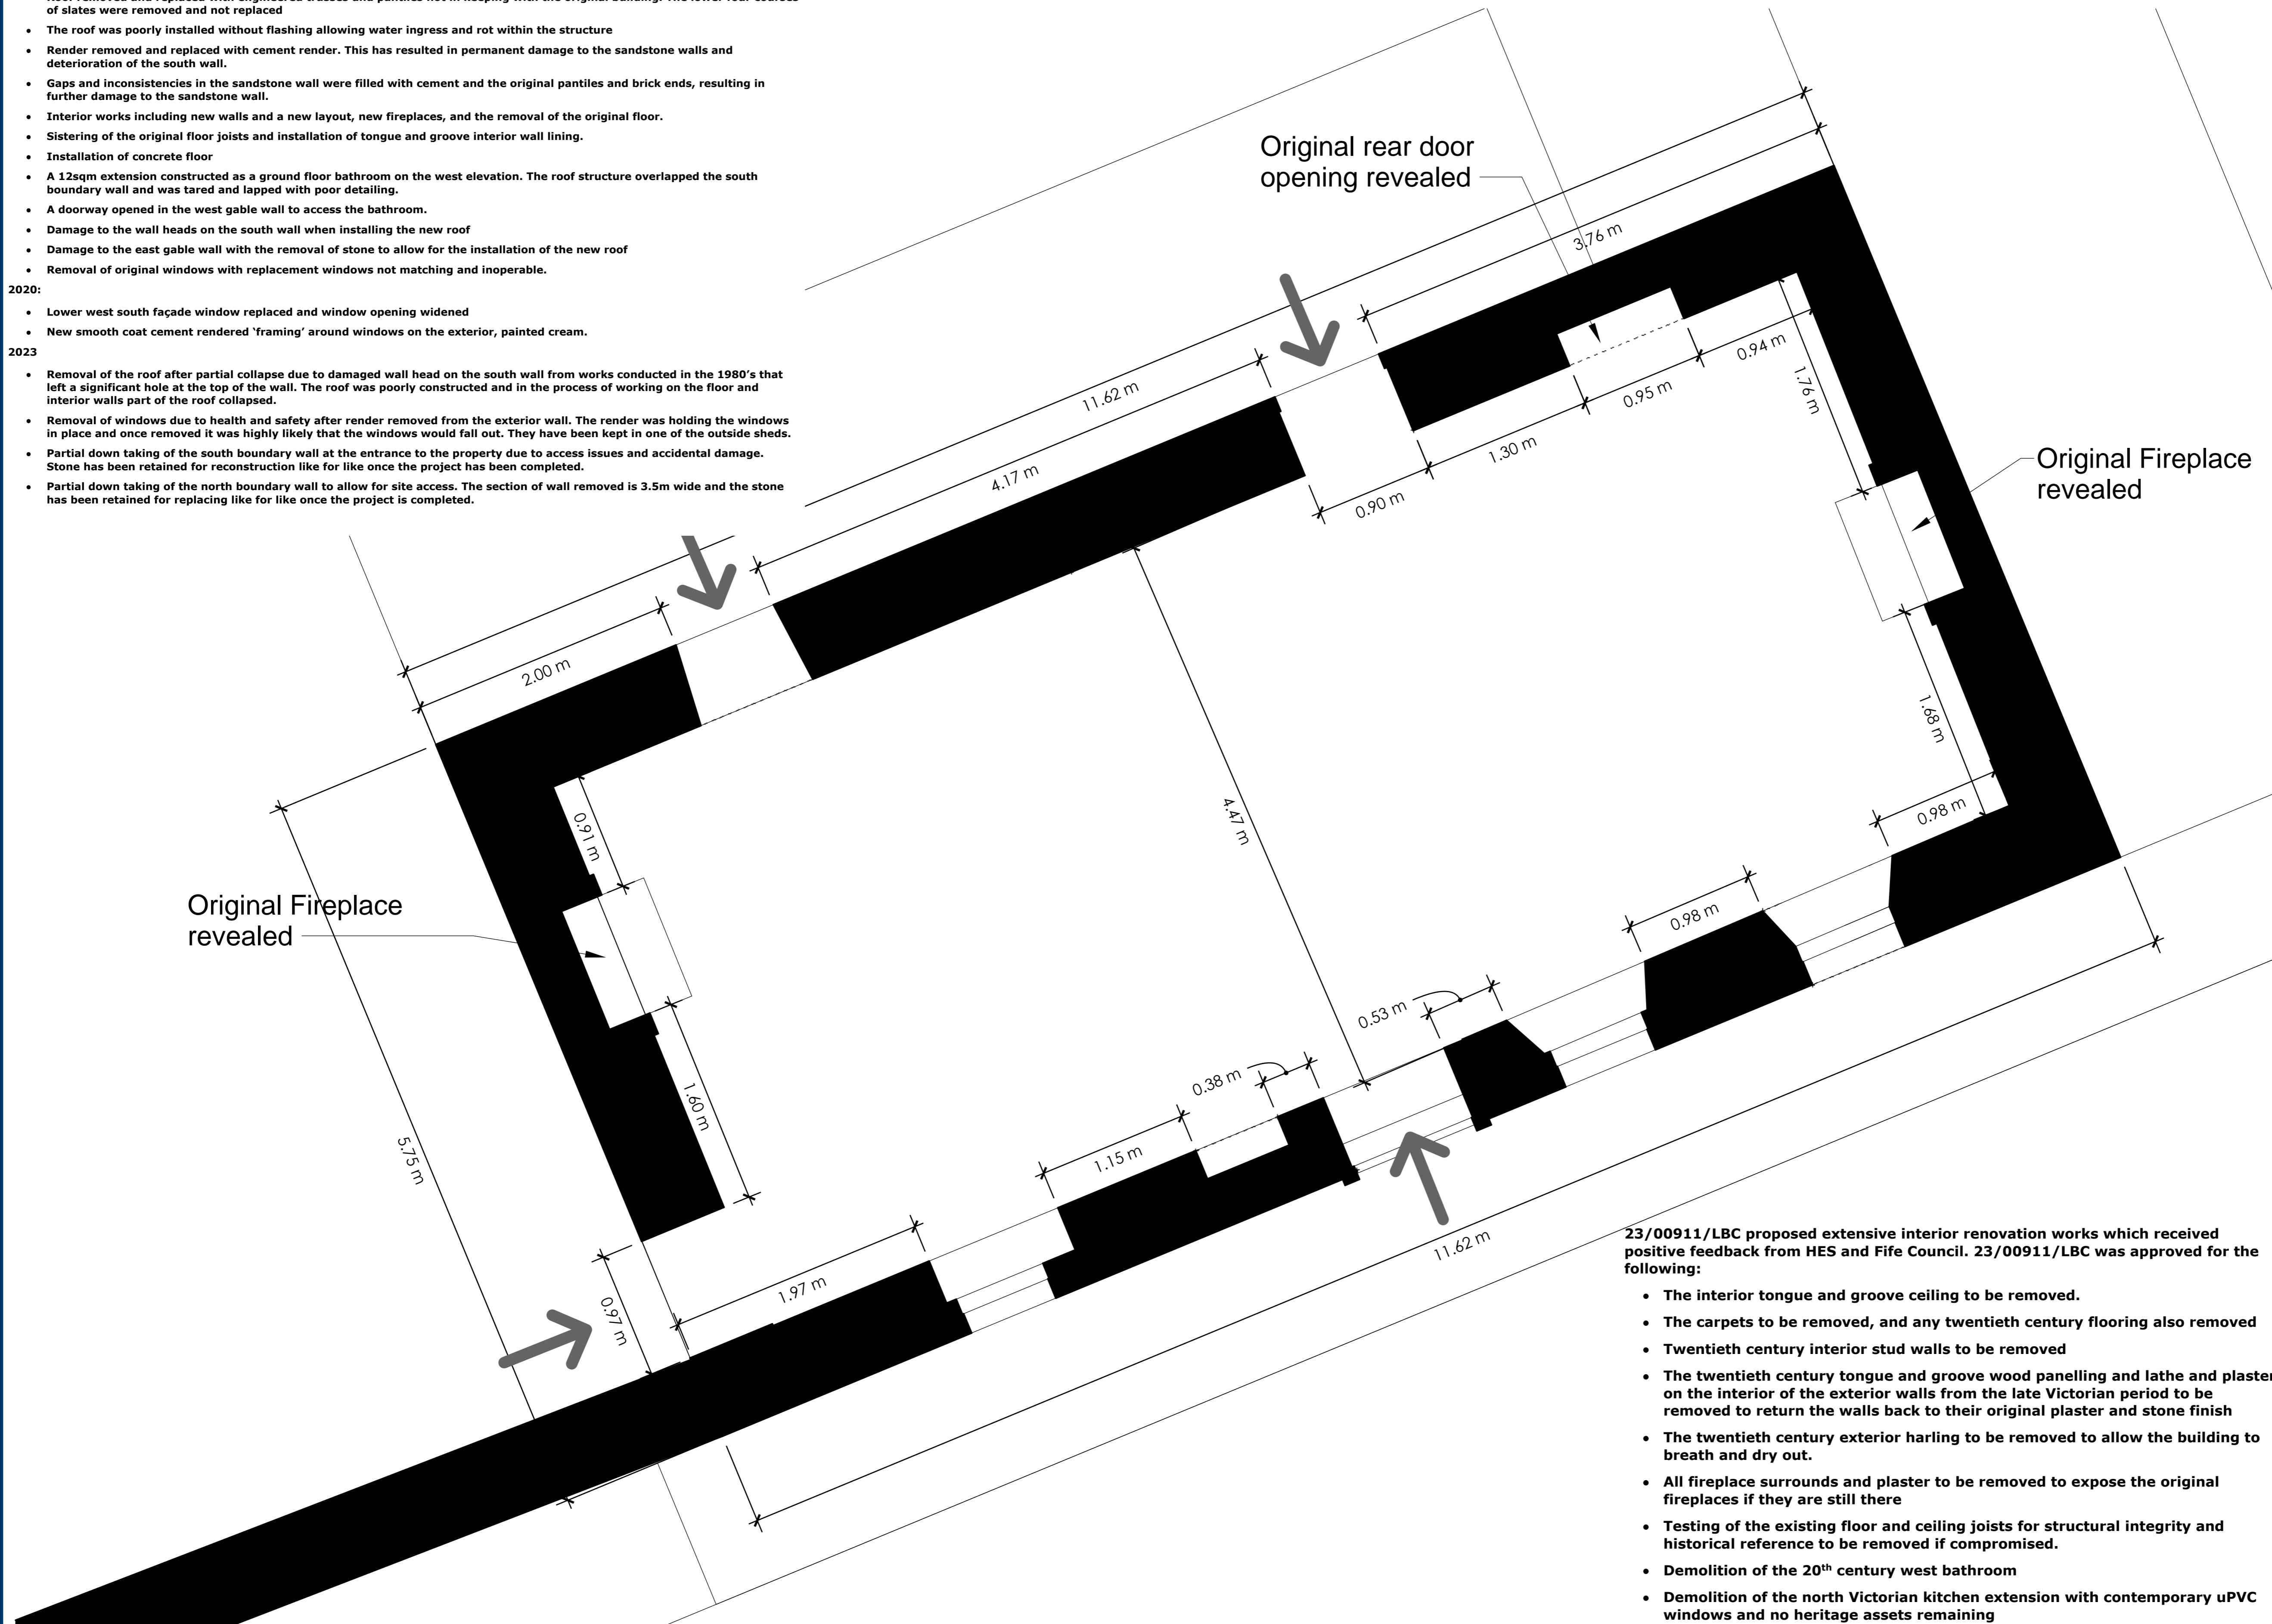 Roof removed and replaced with engineered trusses and pantiles not in keeping with the original building. The lower four courses
of slates were removed and not replaced
• The roof was poorly installed without flashing allowing water ingress and rot within the structure
• Render removed and replaced with cement render. This has resulted in permanent damage to the sandstone walls and
deterioration of the south wall.
• Gaps and inconsistencies in the sandstone wall were filled with cement and the original pantiles and brick ends, resulting in
further damage to the sandstone wall.
• Interior works including new walls and a new layout, new fireplaces, and the removal of the original floor.
• Sistering of the original floor joists and installation of tongue and groove interior wall lining.
• Installation of concrete floor
• A 12sqm extension constructed as a ground floor bathroom on the west elevation. The roof structure overlapped the south
boundary wall and was tared and lapped with poor detailing.
• A doorway opened in the west gable wall to access the bathroom.
• Damage to the wall heads on the south wall when installing the new roof
• Damage to the east gable wall with the removal of stone to allow for the installation of the new roof
• Removal of original windows with replacement windows not matching and inoperable.
2020:
• Lower west south façade window replaced and window opening widened
• New smooth coat cement rendered ‘framing’ around windows on the exterior, painted cream.
2023
• Removal of the roof after partial collapse due to damaged wall head on the south wall from works conducted in the 1980’s that
left a significant hole at the top of the wall. The roof was poorly constructed and in the process of working on the floor and
interior walls part of the roof collapsed.
• Removal of windows due to health and safety after render removed from the exterior wall. The render was holding the windows
in place and once removed it was highly likely that the windows would fall out. They have been kept in one of the outside sheds.
• Partial down taking of the south boundary wall at the entrance to the property due to access issues and accidental damage.
Stone has been retained for reconstruction like for like once the project has been completed.
• Partial down taking of the north boundary wall to allow for site access. The section of wall removed is 3.5m wide and the stone
has been retained for replacing like for like once the project is completed.
Original rear door
opening revealed
3.76 m
11.62 m
0.94 m
0.95 m
1.76 m
1.30 m
4.17 m
0.90 m
Original Fireplace
revealed
2.00 m
1.68 m
4.47 m
0.98 m
0.91 m
Original Fireplace
revealed
0.98 m
0.53 m
0.38 m
1.60 m
5.75 m
1.15 m
11.62 m
1.97 m
0.97 m
23/00911/LBC proposed extensive interior renovation works which received
positive feedback from HES and Fife Council. 23/00911/LBC was approved for the
following:
• The interior tongue and groove ceiling to be removed.
• The carpets to be removed, and any twentieth century flooring also removed
• Twentieth century interior stud walls to be removed
• The twentieth century tongue and groove wood panelling and lathe and plaster
on the interior of the exterior walls from the late Victorian period to be
removed to return the walls back to their original plaster and stone finish
• The twentieth century exterior harling to be removed to allow the building to
breath and dry out.
• All fireplace surrounds and plaster to be removed to expose the original
fireplaces if they are still there
• Testing of the existing floor and ceiling joists for structural integrity and
historical reference to be removed if compromised.
• Demolition of the 20th century west bathroom
• Demolition of the north Victorian kitchen extension with contemporary uPVC
windows and no heritage assets remaining